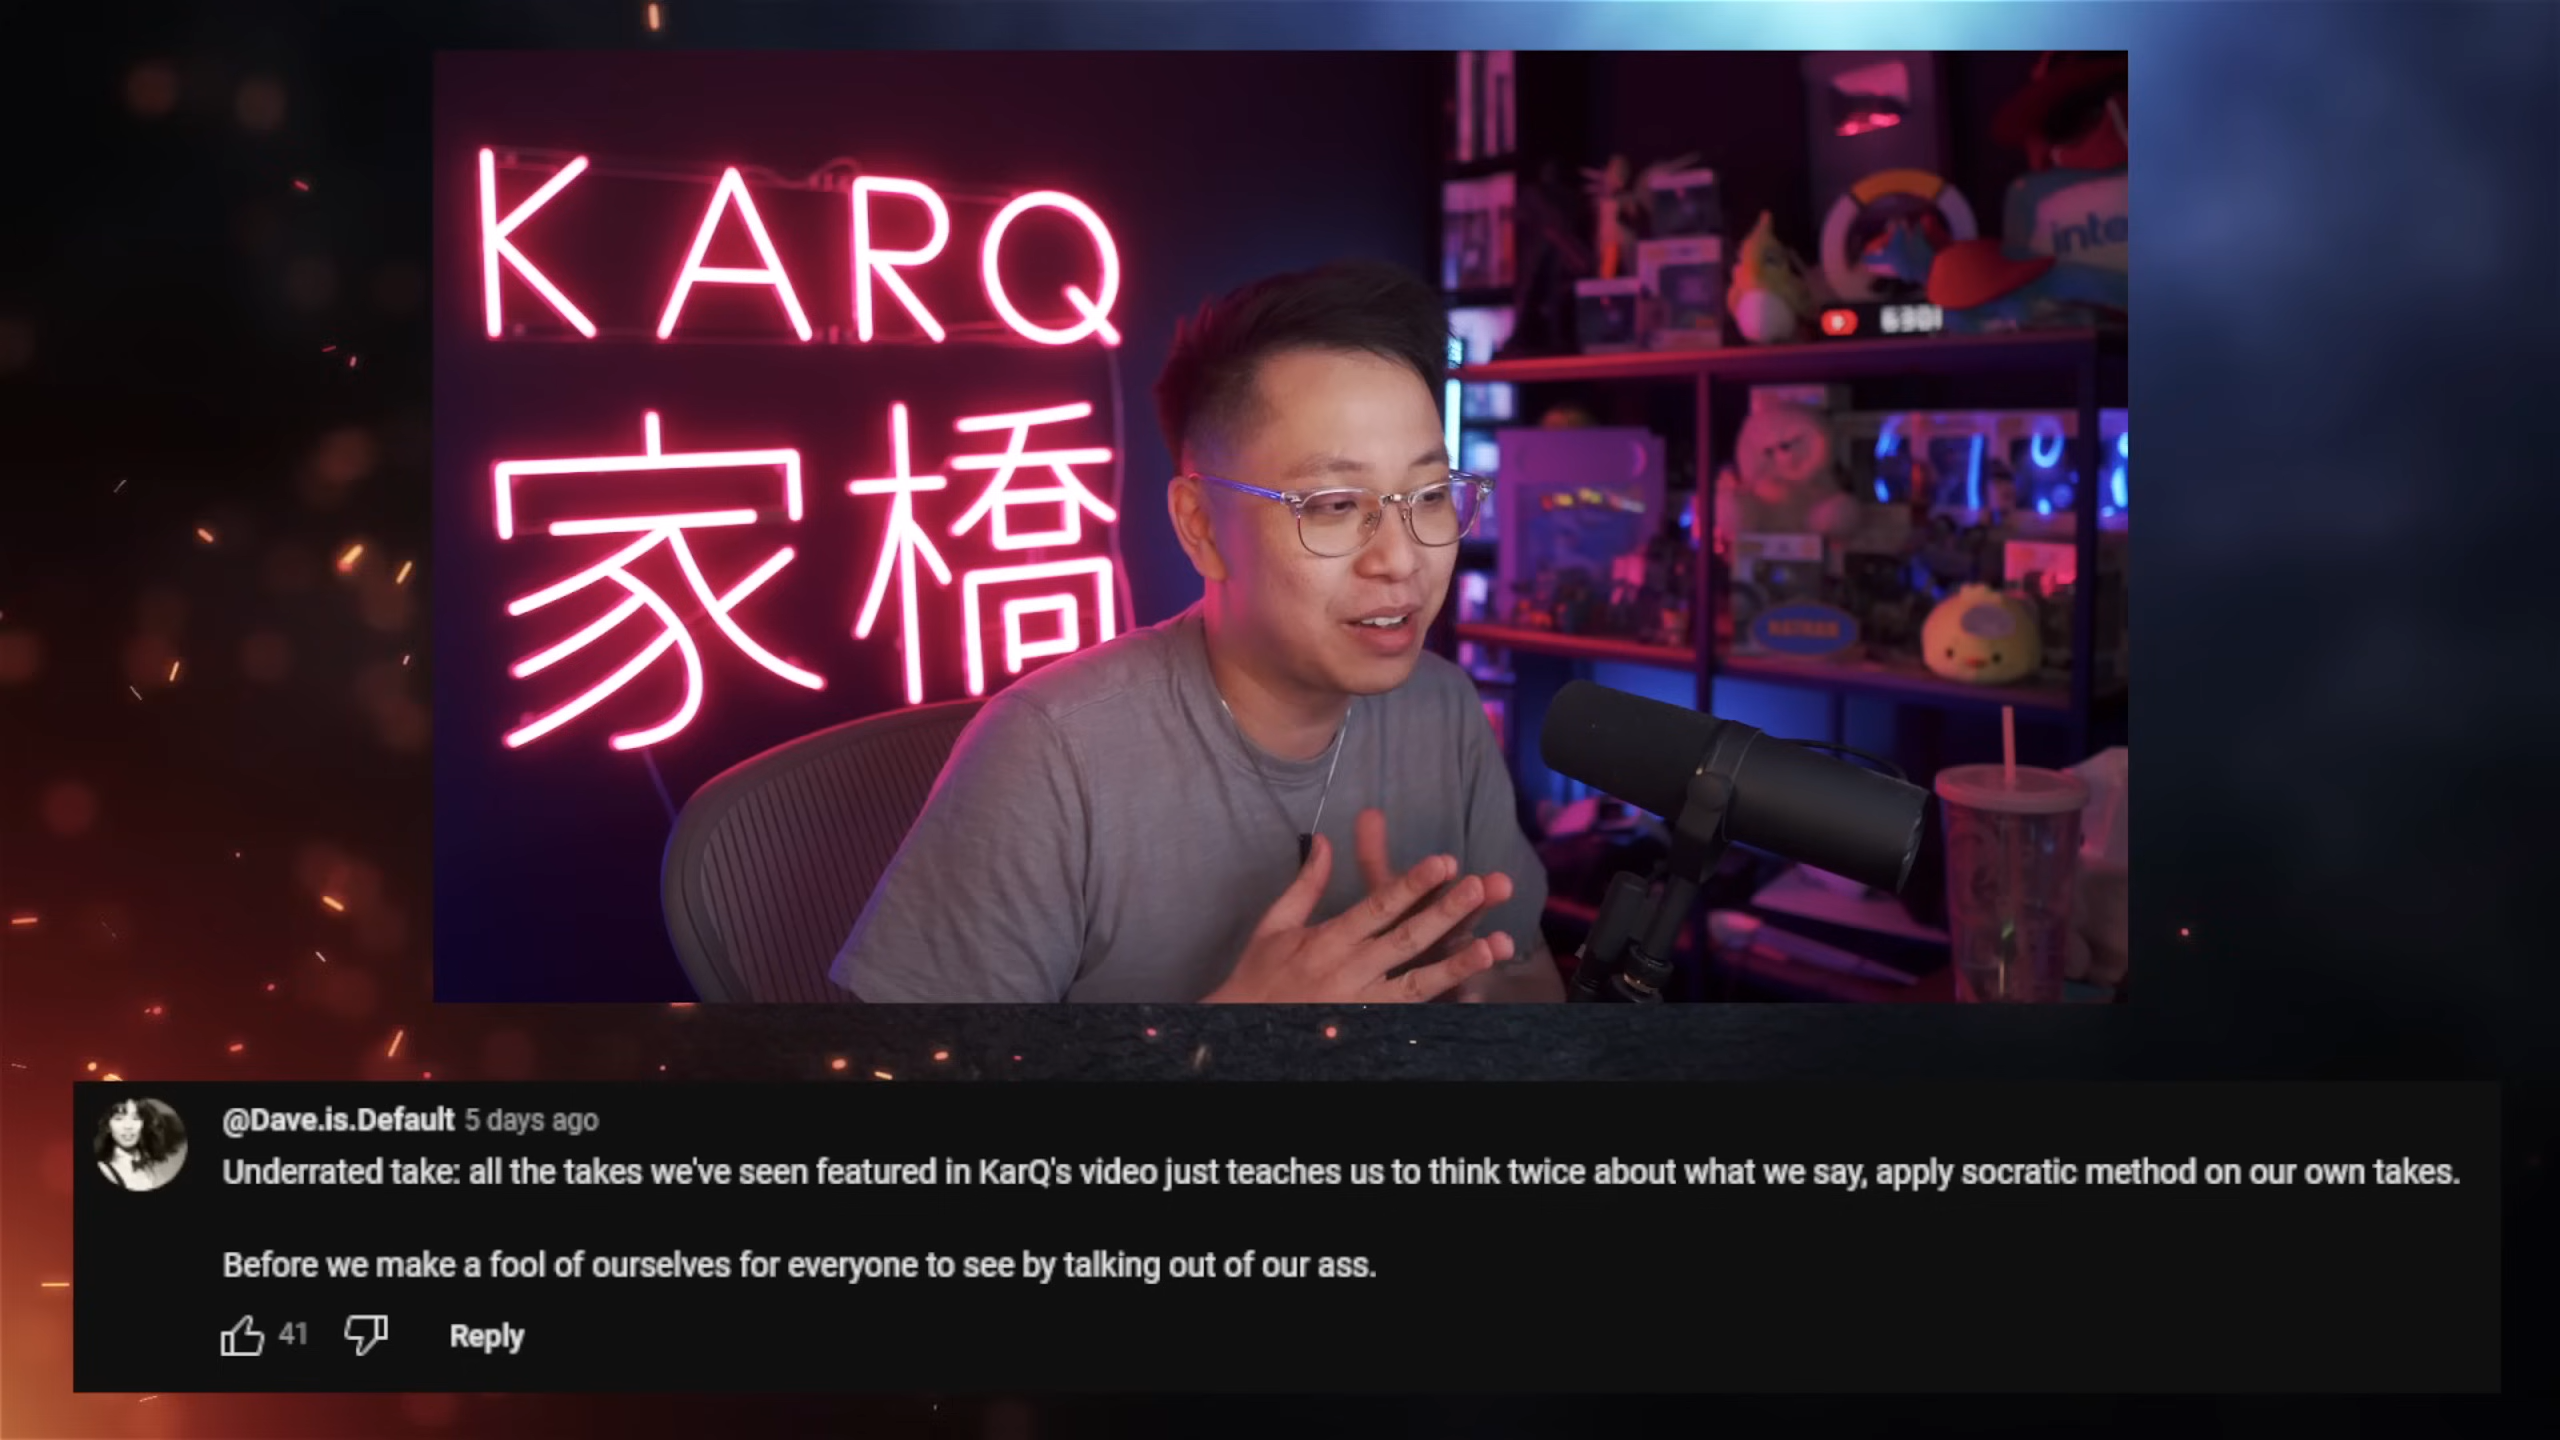 KARQ
家橋
inte
6301
@Dave.is.Default 5 days ago
Underrated take: all the takes we've seen featured in KarQ's video just teaches us to think twice about what we say, apply socratic method on our own takes.
Before we make a fool of ourselves for everyone to see by talking out of our ass.
41
Reply